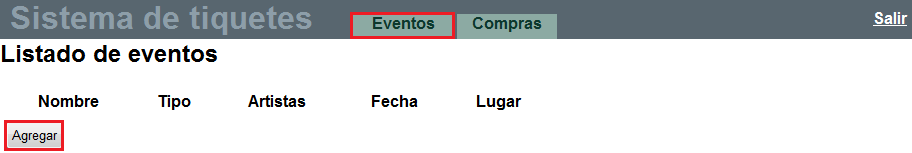 Sistema de tiquetes Eventos Compras Salir
Listado de eventos
Nombre Tipo Artistas Fecha Lugar
Agregar